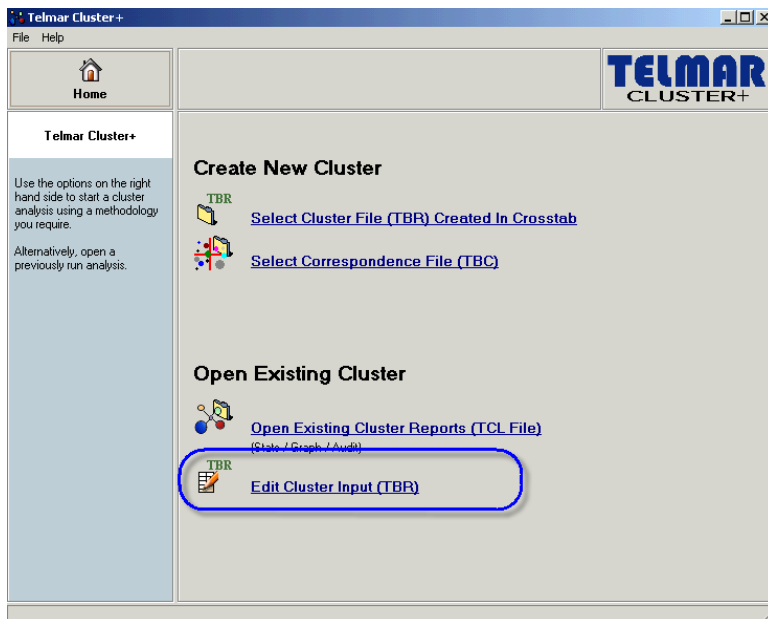 Telmar Cluster+
File Help
Home
TELMAR
CLUSTER+
Telmar Cluster+
Use the options on the right
hand side to start a cluster
analysis using a methodology
you require.
Alternatively, open a
previously run analysis.
Create New Cluster
TBR
Select Cluster File (TBR) Created In Crosstab
Select Correspondence File (TBC)
Open Existing Cluster
Open Existing Cluster Reports (TCL File)
(Stats / Graph / Audit)
TBR
Edit Cluster Input (TBR)